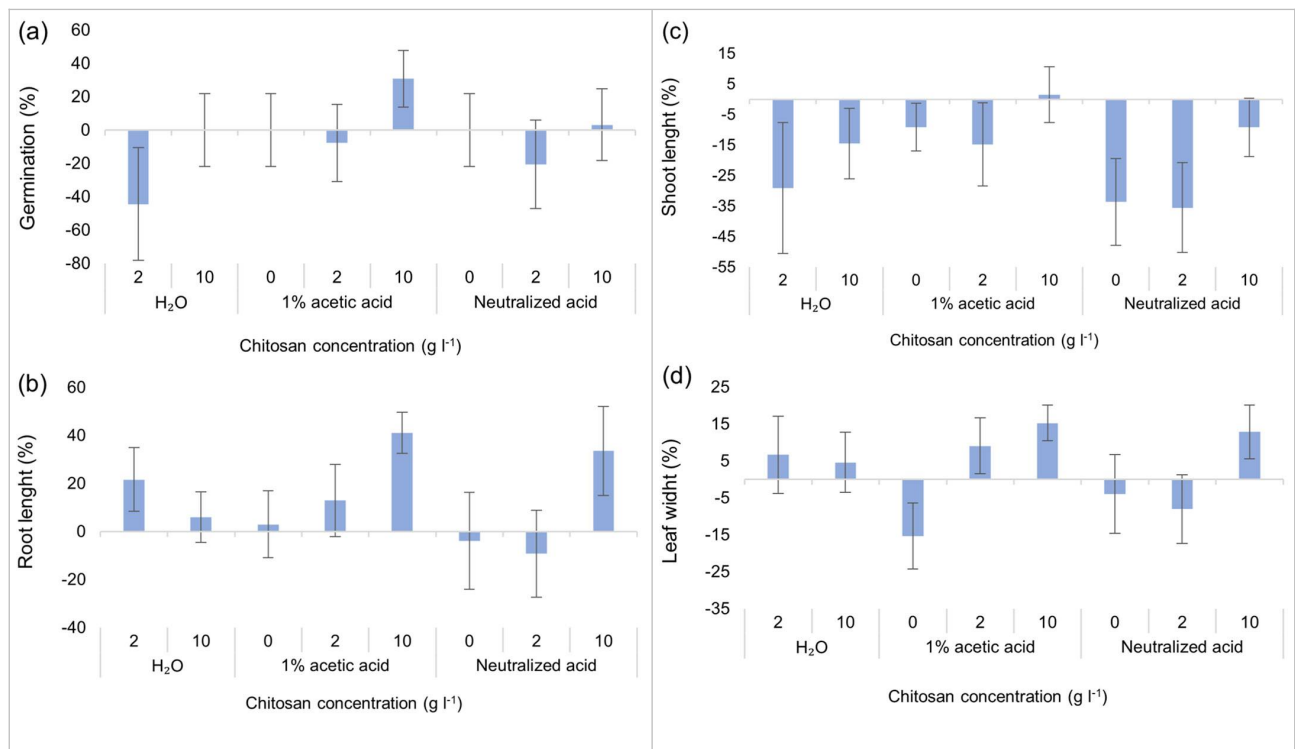 (a)
Germination (%)
60
40
20
0
-20
-40
-60
-80
2 10 0 2 10 0 2 10
H₂O 1% acetic acid Neutralized acid
Chitosan concentration (g l⁻¹)
(b)
Root lenght (%)
60
40
20
0
-20
-40
2 10 0 2 10 0 2 10
H₂O 1% acetic acid Neutralized acid
Chitosan concentration (g l⁻¹)
(c)
Shoot lenght (%)
15
5
-5
-15
-25
-35
-45
-55
2 10 0 2 10 0 2 10
H₂O 1% acetic acid Neutralized acid
Chitosan concentration (g l⁻¹)
(d)
Leaf widht (%)
25
15
5
-5
-15
-25
-35
2 10 0 2 10 0 2 10
H₂O 1% acetic acid Neutralized acid
Chitosan concentration (g l⁻¹)